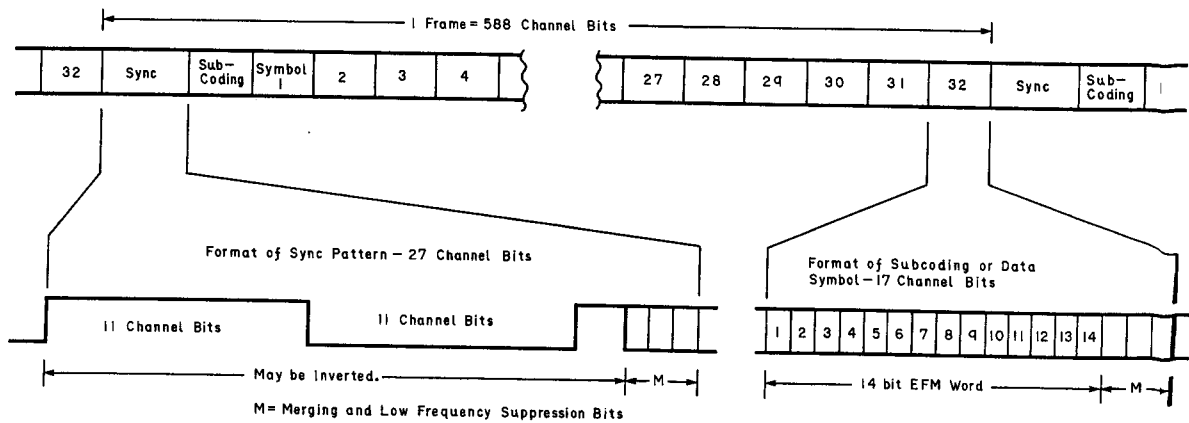 1 Frame = 588 Channel Bits
32 Sync Sub-Coding Symbol 1 2 3 4 27 28 29 30 31 32 Sync Sub-Coding 1
Format of Sync Pattern – 27 Channel Bits
Format of Subcoding or Data
Symbol – 17 Channel Bits
11 Channel Bits 11 Channel Bits
1 2 3 4 5 6 7 8 9 10 11 12 13 14
May be Inverted. M 14 bit EFM Word M
M = Merging and Low Frequency Suppression Bits